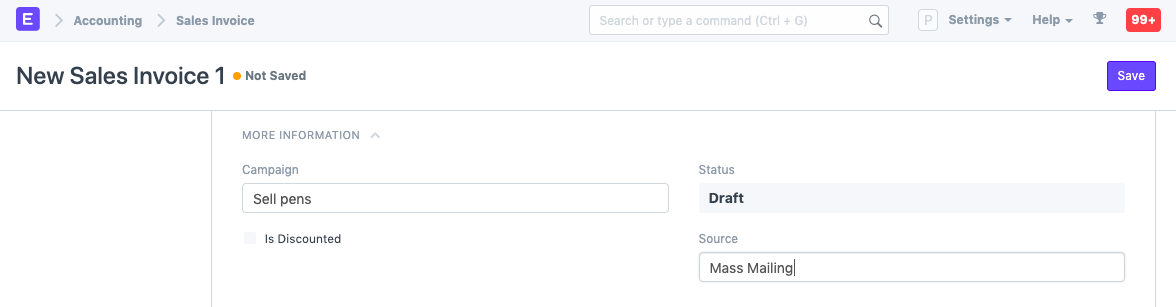 E Accounting Sales Invoice Search or type a command (Ctrl + G) P Settings Help 99+
New Sales Invoice 1 Not Saved Save
MORE INFORMATION
Campaign Status
Sell pens Draft
Is Discounted Source
Mass Mailing